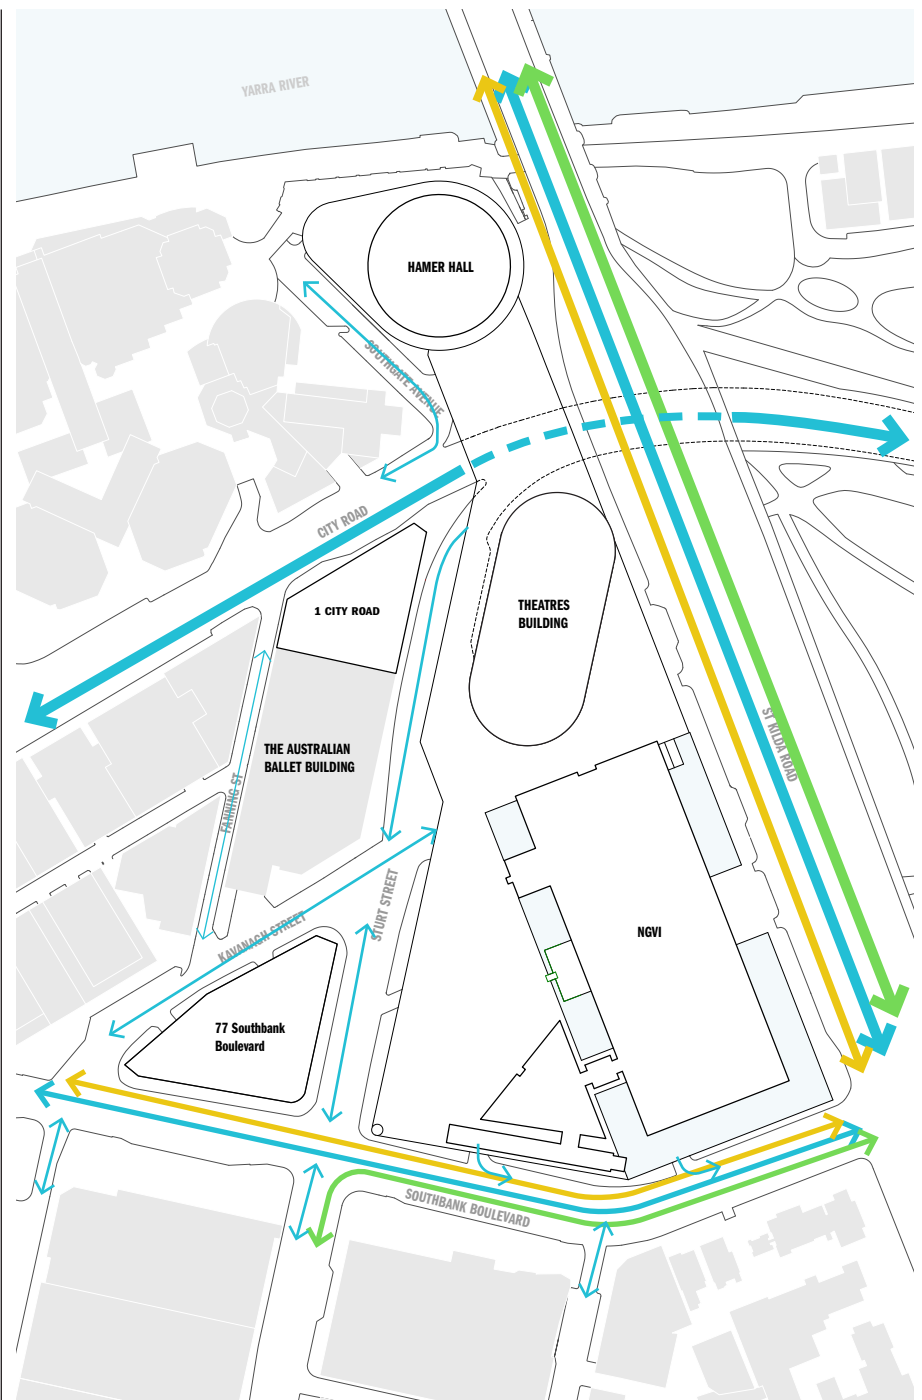 YARRA RIVER
HAMER HALL
SOUTHGATE AVENUE
CITY ROAD
1 CITY ROAD
THEATRES
BUILDING
ST KILDA ROAD
THE AUSTRALIAN
BALLET BUILDING
FANNING ST
STURT STREET
KAVANAGH STREET
NGVI
77 Southbank
Boulevard
SOUTHBANK BOULEVARD